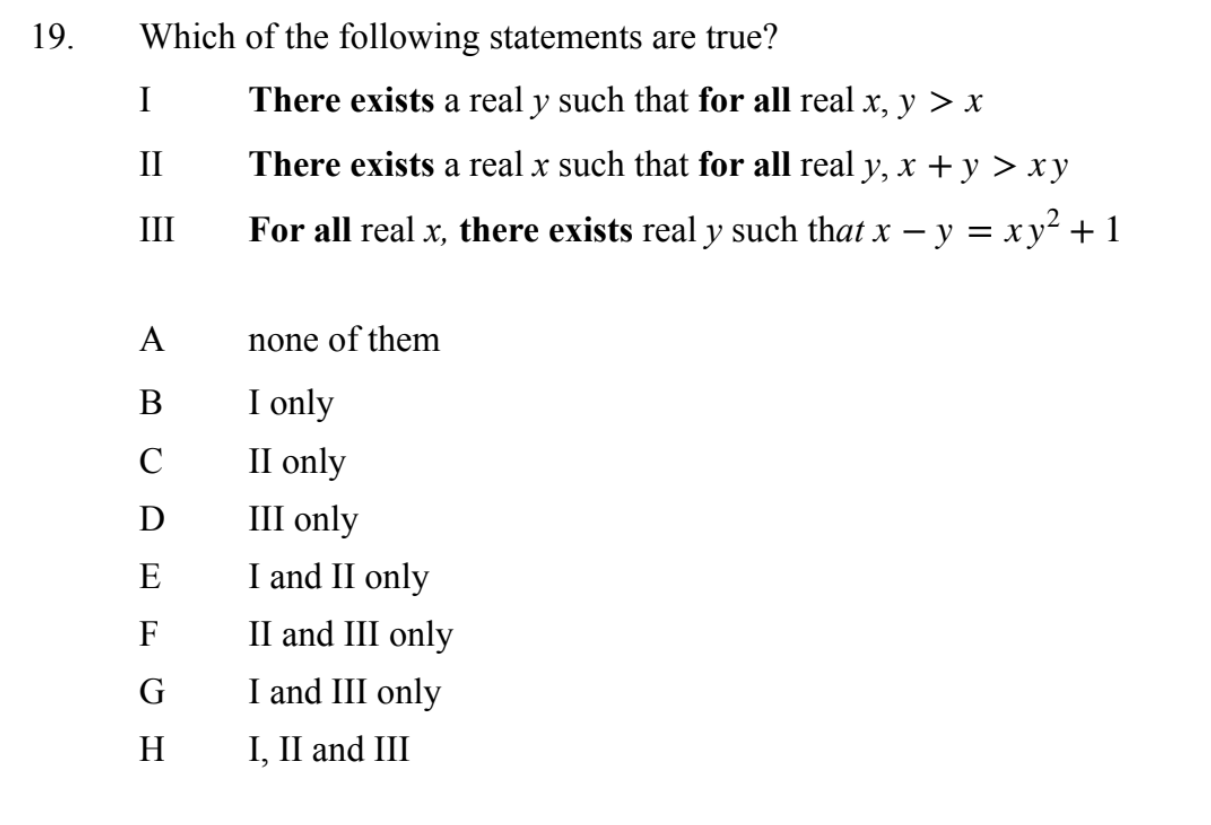 19. Which of the following statements are true?
I There exists a real y such that for all real x, y > x
II There exists a real x such that for all real y, x + y > xy
III For all real x, there exists real y such that x − y = xy² + 1
A none of them
B I only
C II only
D III only
E I and II only
F II and III only
G I and III only
H I, II and III